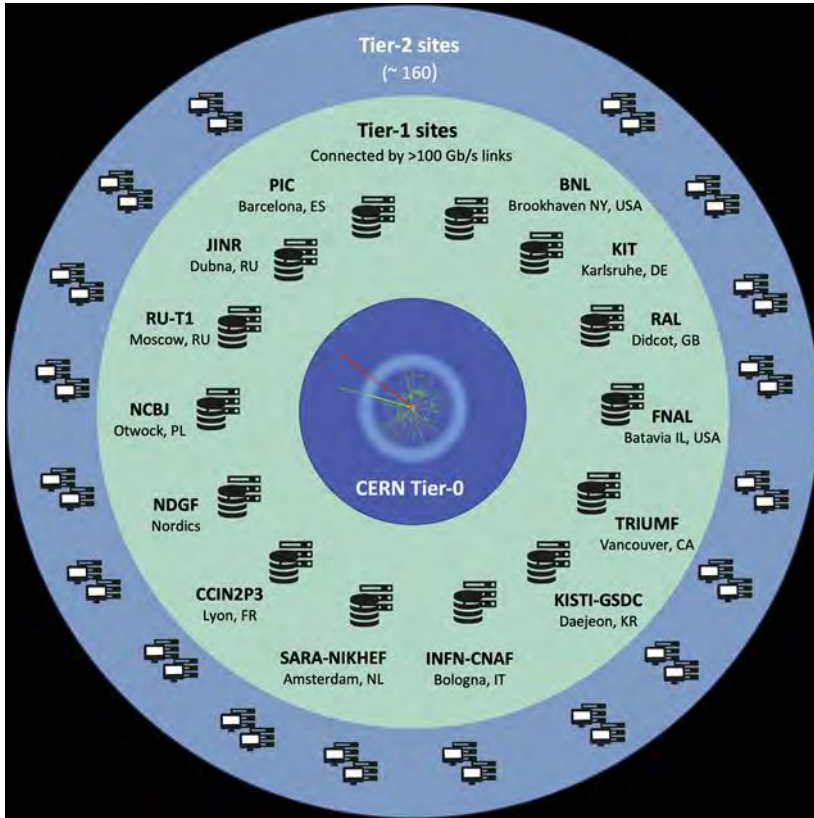 Tier-2 sites
(~ 160)
Tier-1 sites
Connected by >100 Gb/s links
PIC
Barcelona, ES
BNL
Brookhaven NY, USA
JINR
Dubna, RU
KIT
Karlsruhe, DE
RU-T1
Moscow, RU
RAL
Didcot, GB
NCBJ
Otwock, PL
FNAL
Batavia IL, USA
CERN Tier-0
NDGF
Nordics
TRIUMF
Vancouver, CA
CCIN2P3
Lyon, FR
KISTI-GSDC
Daejeon, KR
SARA-NIKHEF
Amsterdam, NL
INFN-CNAF
Bologna, IT